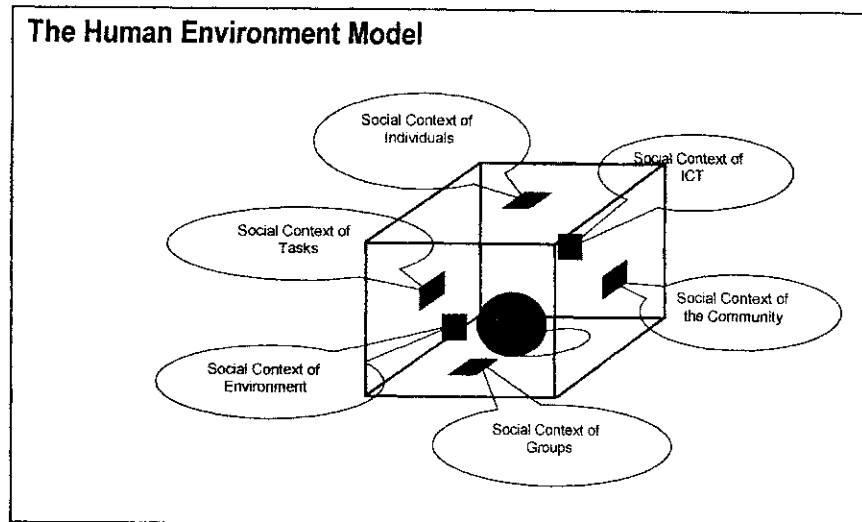 The Human Environment Model
Social Context of
Individuals
Social Context of
ICT
Social Context of
Tasks
Social Context of
the Community
Social Context of
Environment
Social Context of
Groups